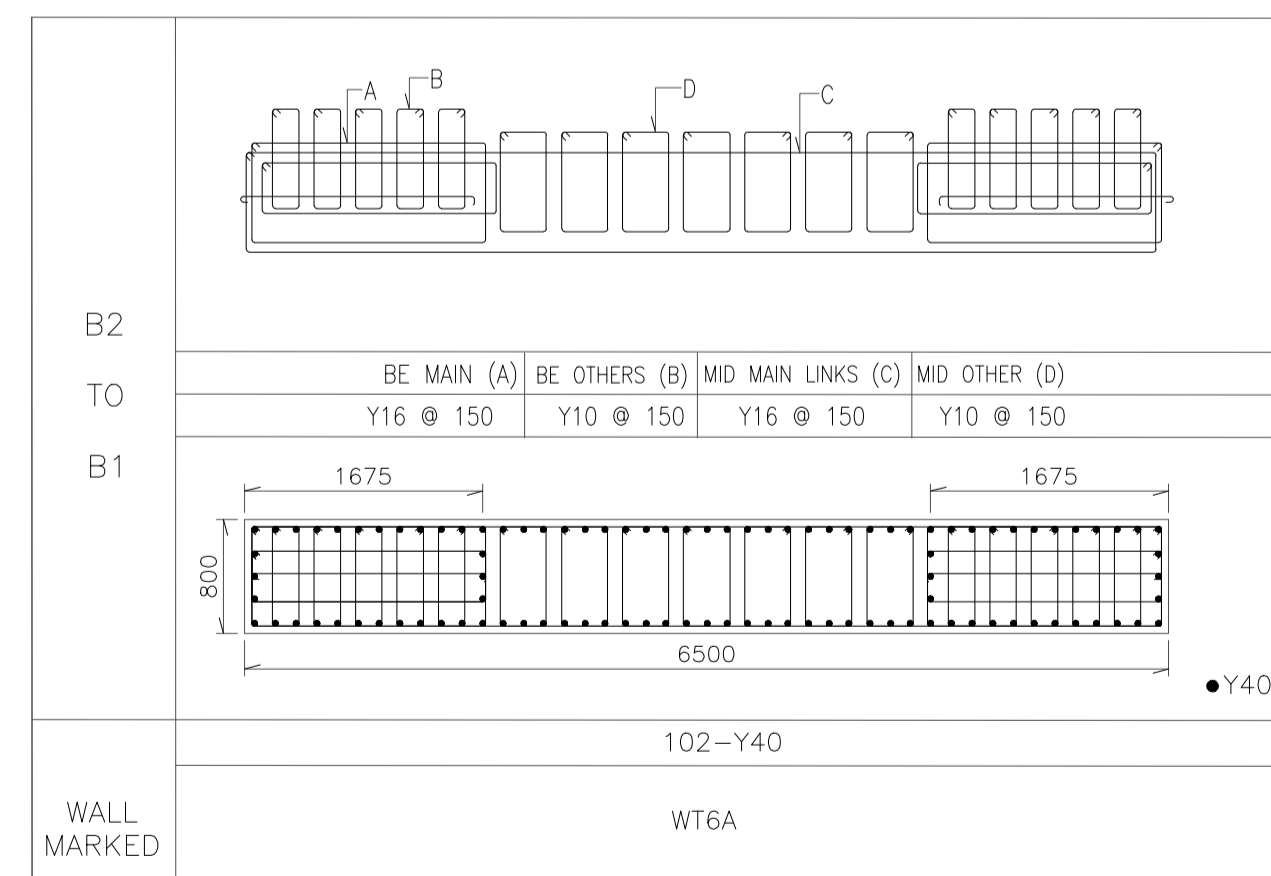 A
B
D
C
B2
TO
B1
BE MAIN (A) BE OTHERS (B) MID MAIN LINKS (C) MID OTHER (D)
Y16 @ 150 Y10 @ 150 Y16 @ 150 Y10 @ 150
1675 1675
800
6500
Y40
102-Y40
WALL
MARKED
WT6A